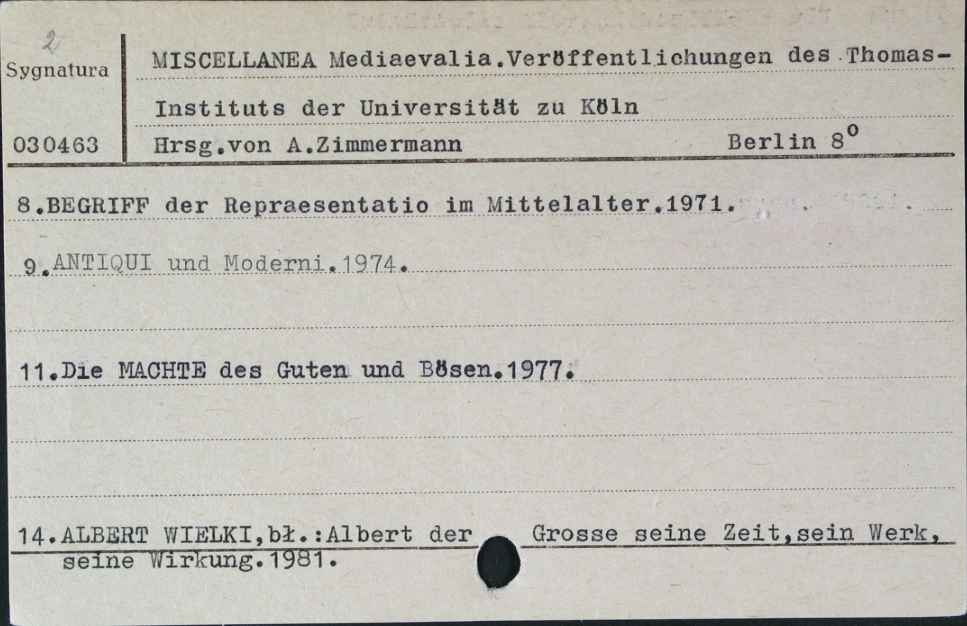 2
Sygnatura
MISCELLANEA Mediaevalia.Veröffentlichungen des Thomas-
Instituts der Universität zu Köln
030463
Hrsg.von A.Zimmermann Berlin 8º
8.BEGRIFF der Repraesentatio im Mittelalter.1971.
9.ANTIQUI und Moderni.1974.
11.Die MACHTE des Guten und Bösen.1977.
14.ALBERT WIELKI,bł.:Albert der Grosse seine Zeit,sein Werk,
seine Wirkung.1981.